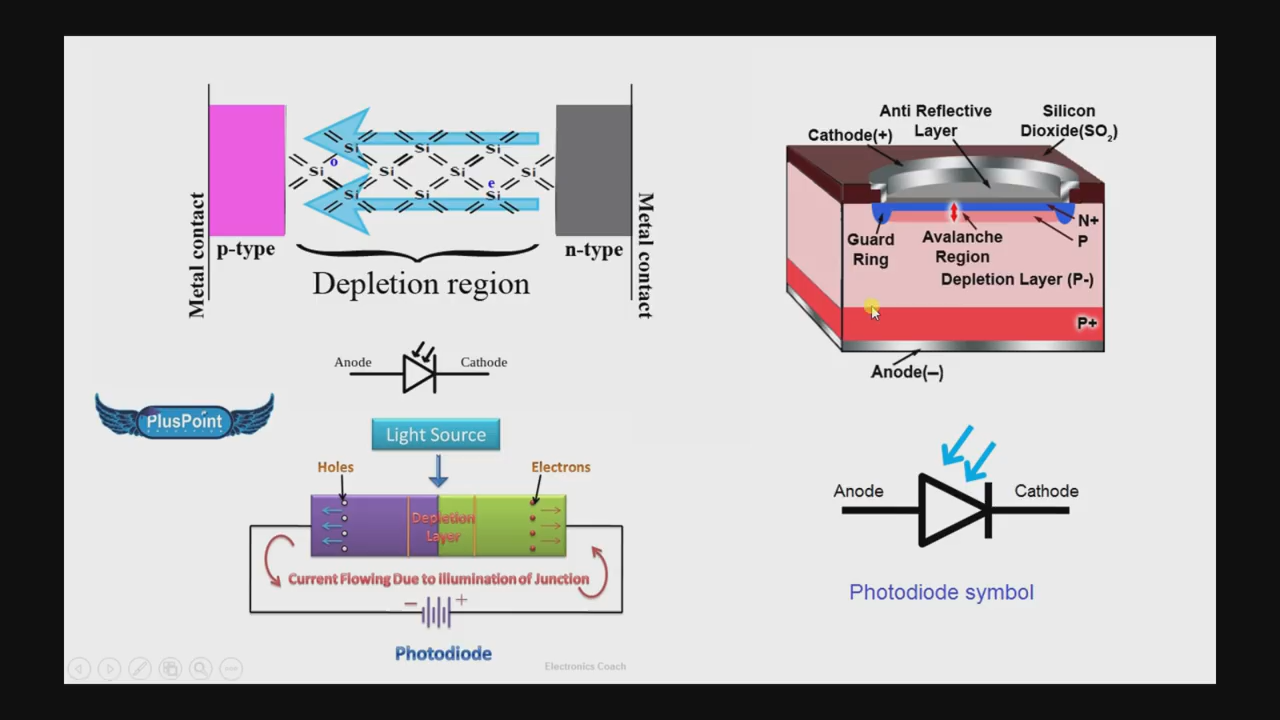 Metal contact
p-type
Si Si Si
o
Si Si Si Si
e
Si Si Si
n-type
Metal contact
Depletion region
Anode
Cathode
PlusPoint
Light Source
Holes
Electrons
Depletion
Layer
Current Flowing Due to illumination of Junction
− +
Photodiode
Electronics Coach
Anti Reflective
Layer
Silicon
Dioxide(SO2)
Cathode(+)
N+
P
Guard
Ring
Avalanche
Region
Depletion Layer (P-)
P+
Anode(–)
Anode
Cathode
Photodiode symbol